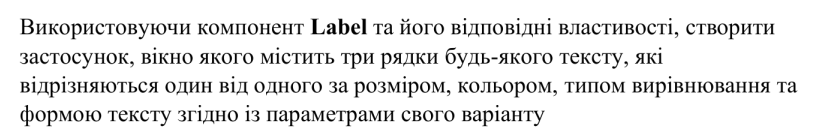 Використовуючи компонент Label та його відповідні властивості, створити
застосунок, вікно якого містить три рядки будь-якого тексту, які
відрізняються один від одного за розміром, кольором, типом вирівнювання та
формою тексту згідно із параметрами свого варіанту